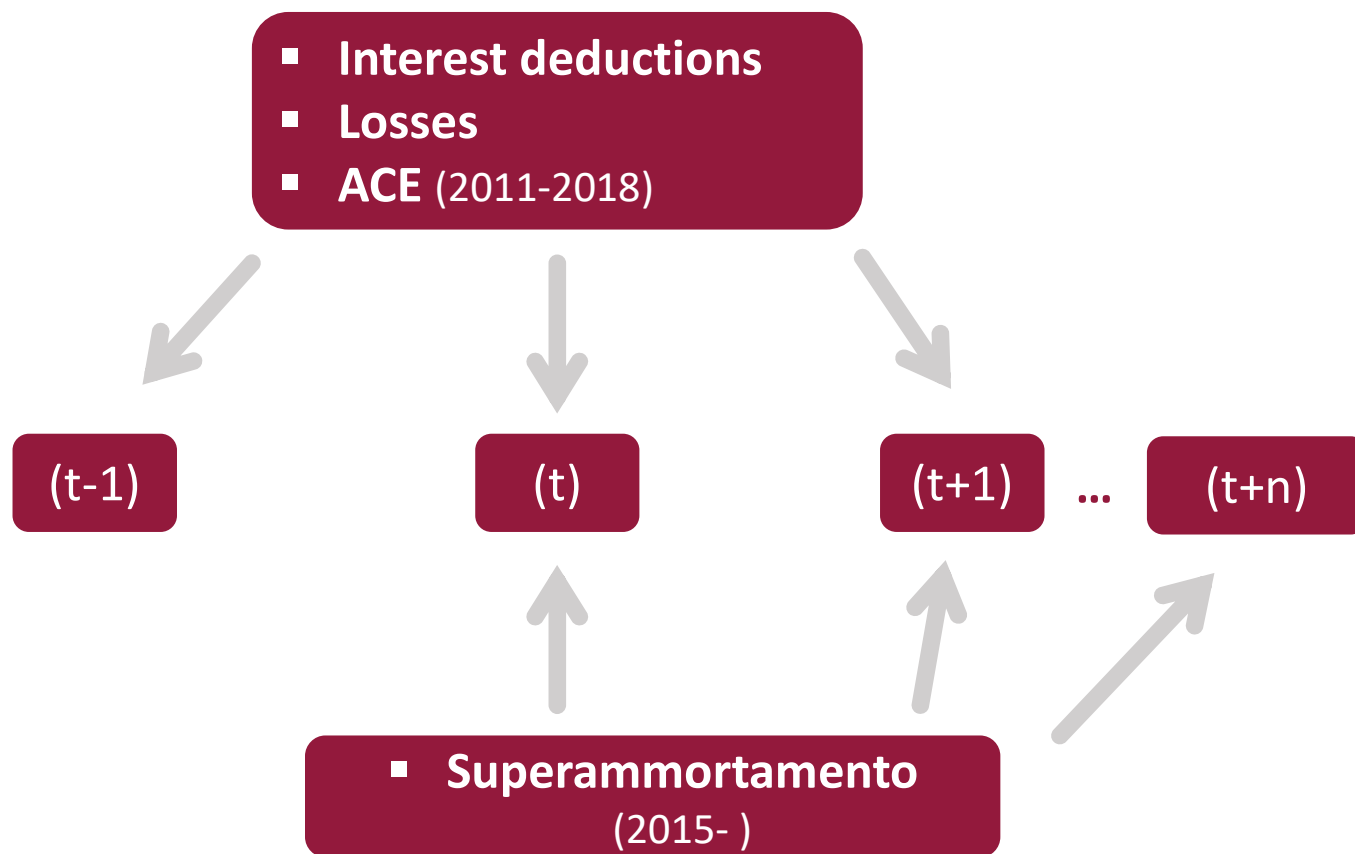 ▪ Interest deductions
▪ Losses
▪ ACE (2011-2018)
(t-1)
(t)
(t+1)
...
(t+n)
▪ Superammortamento
(2015- )